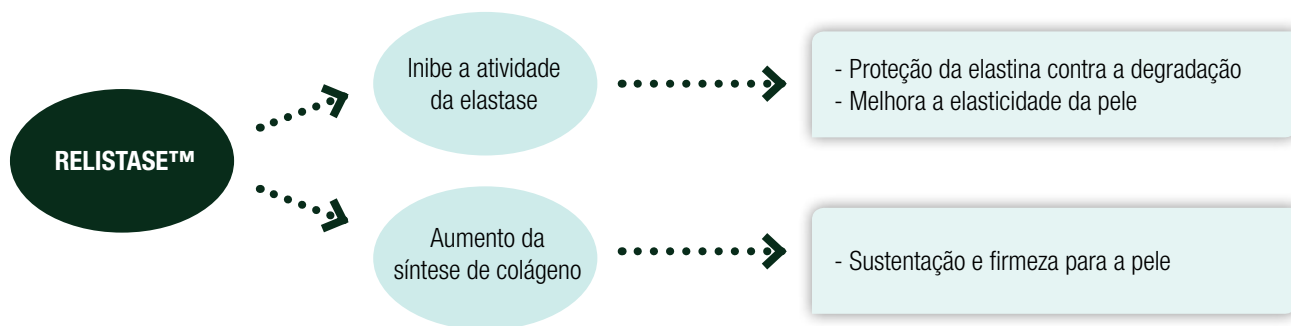 RELISTASE™
Inibe a atividade
da elastase
- Proteção da elastina contra a degradação
- Melhora a elasticidade da pele
Aumento da
síntese de colágeno
- Sustentação e firmeza para a pele